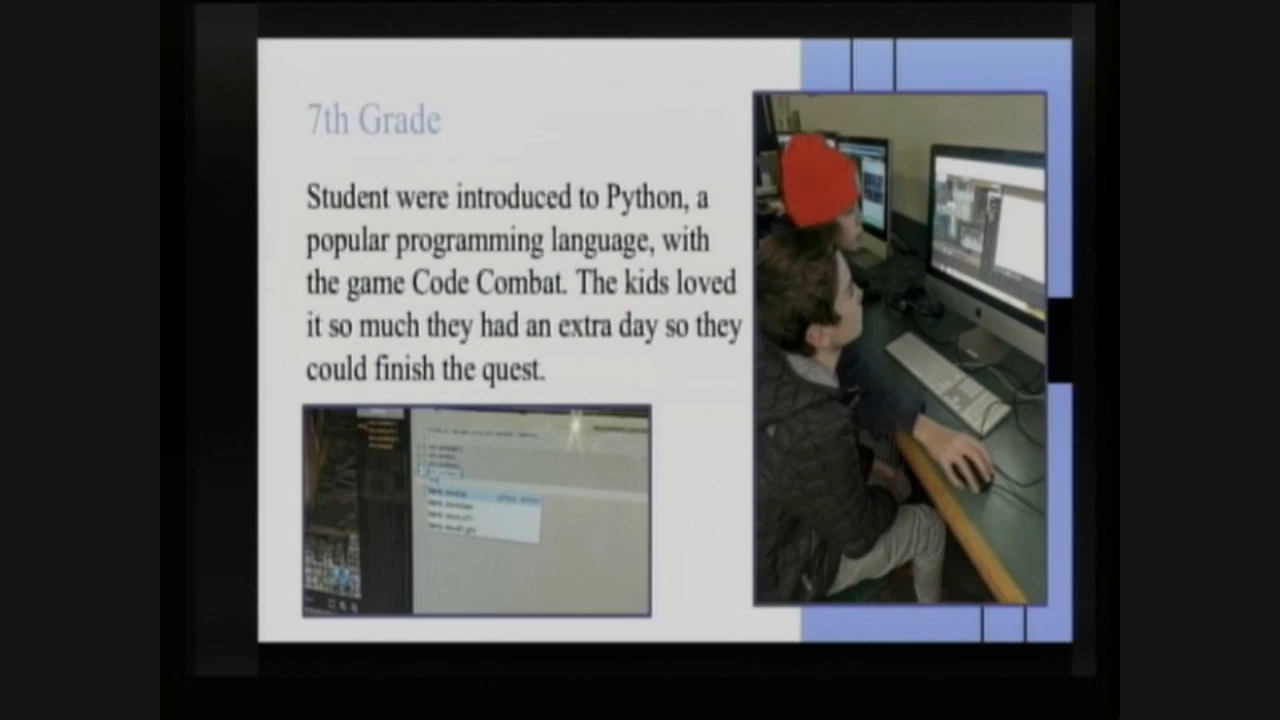 7th Grade
Student were introduced to Python, a
popular programming language, with
the game Code Combat. The kids loved
it so much they had an extra day so they
could finish the quest.